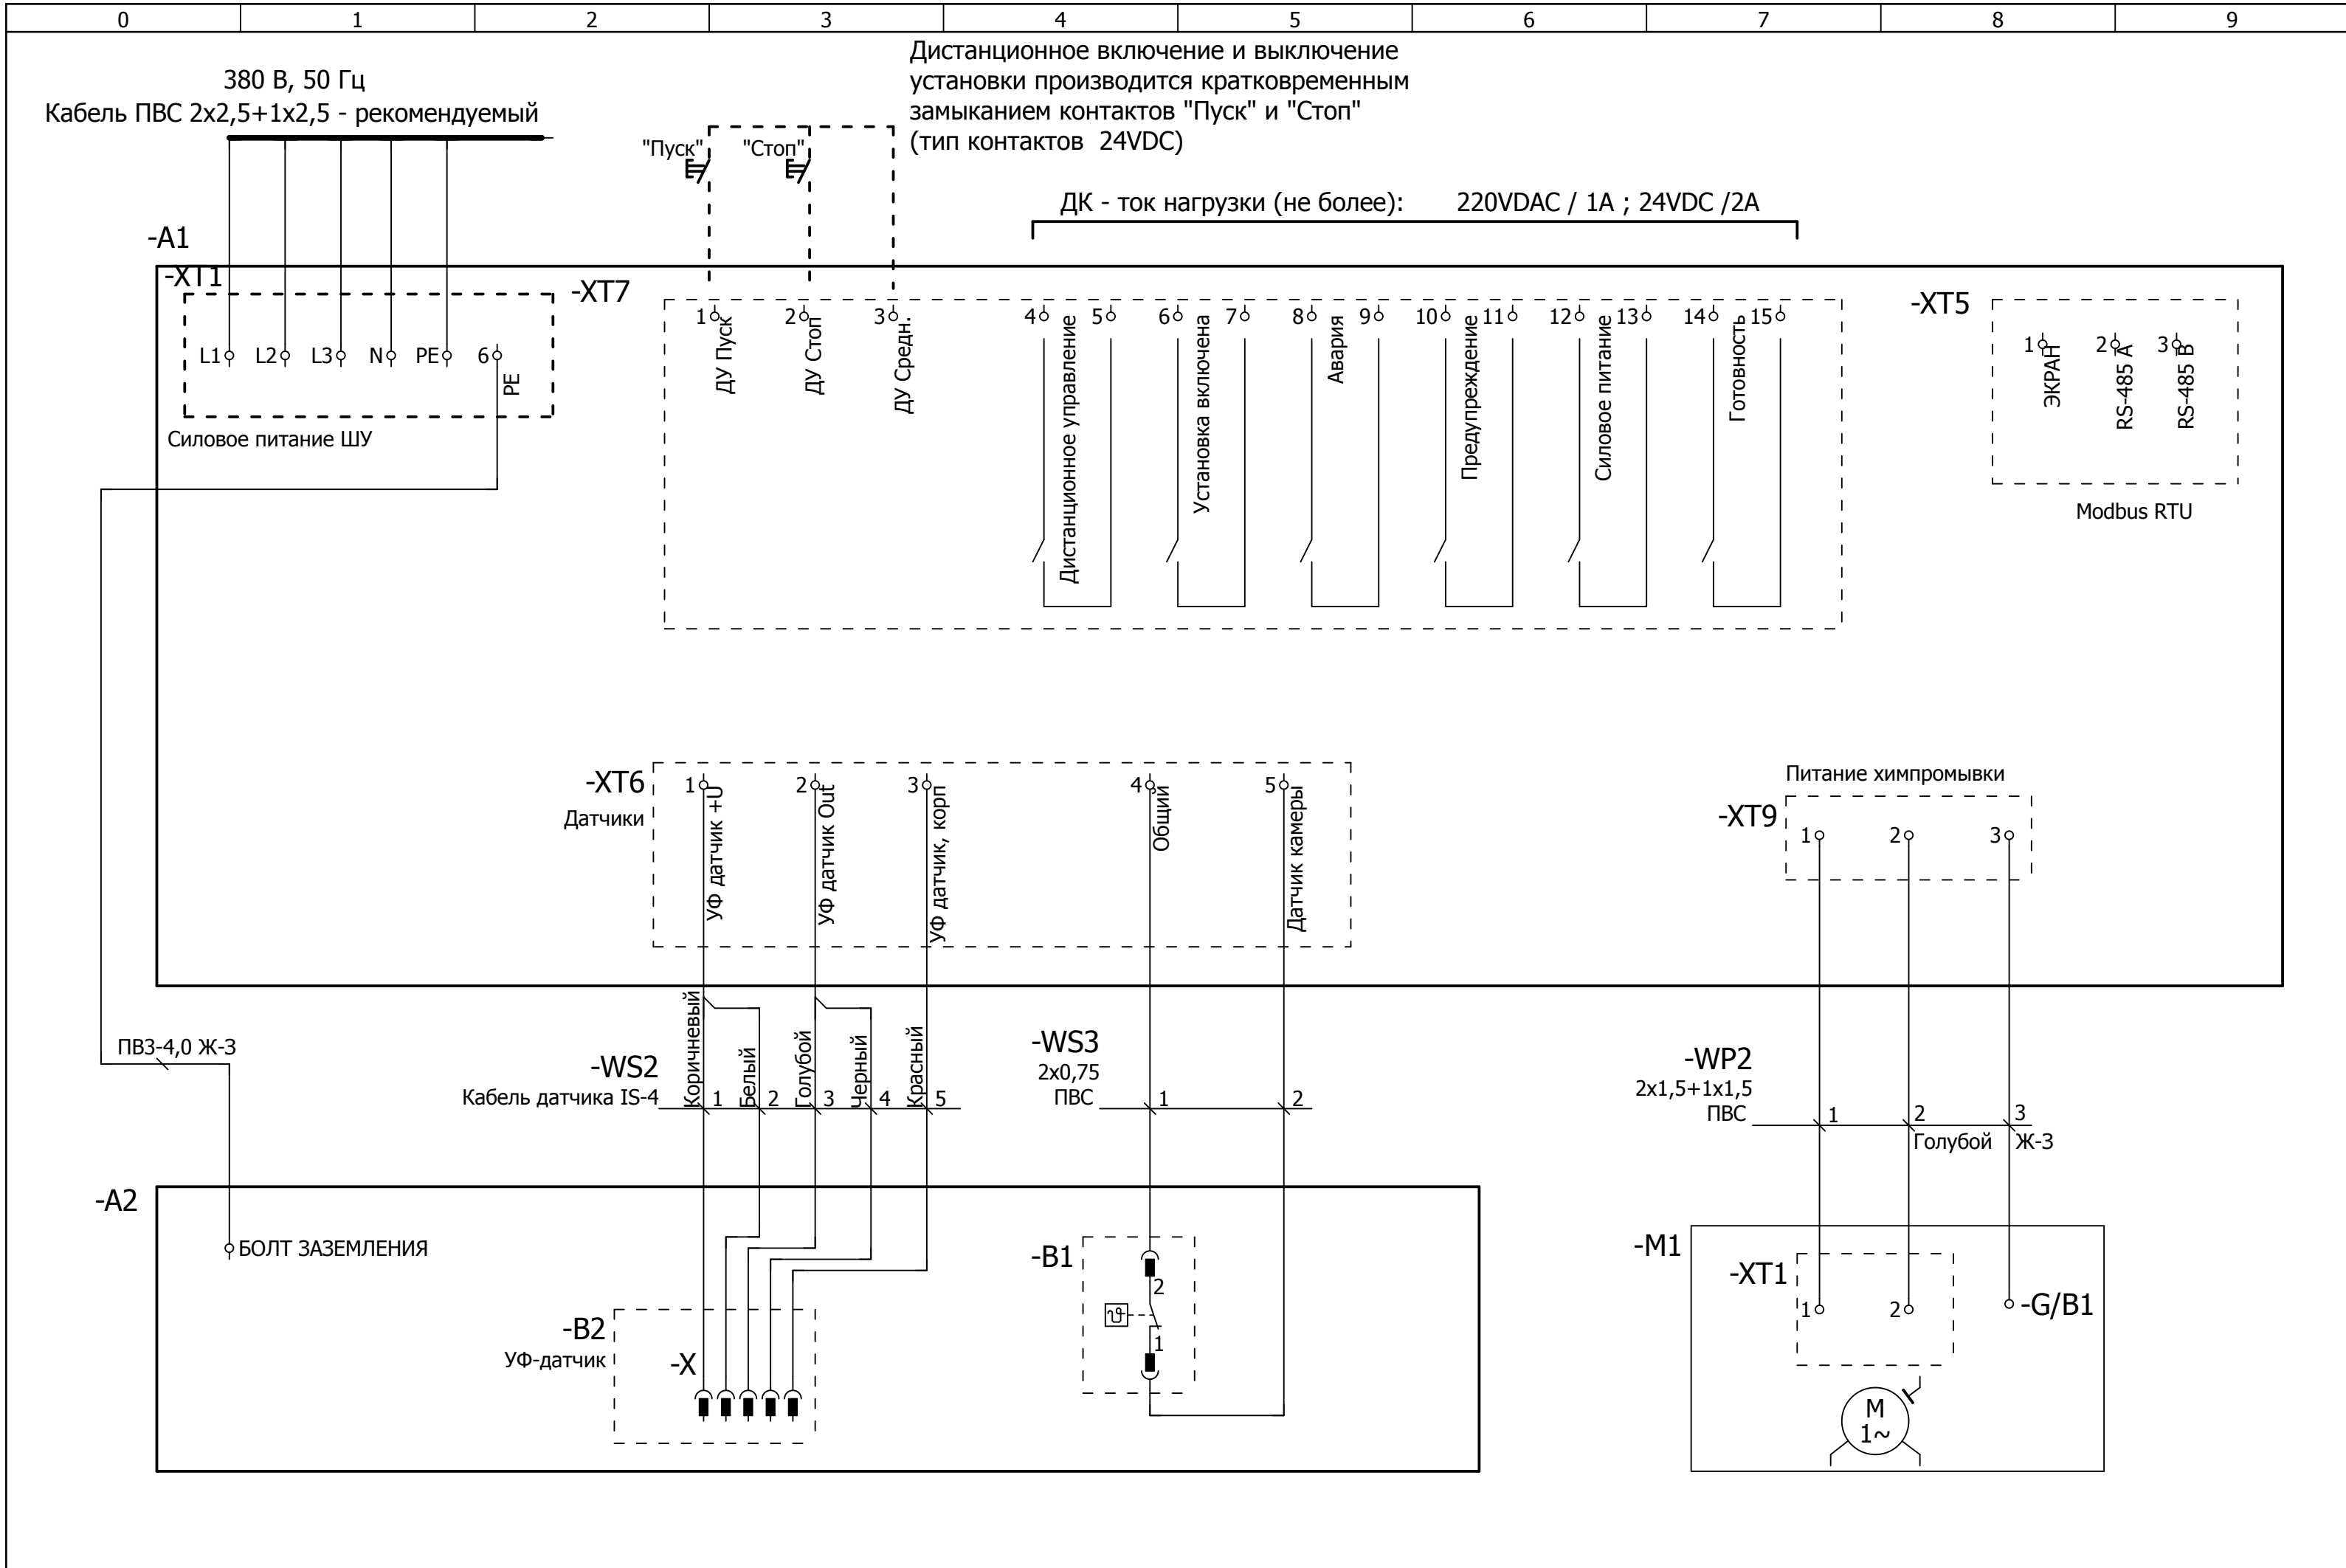 0 1 2 3 4 5 6 7 8 9
380 В, 50 Гц
Кабель ПВС 2х2,5+1х2,5 - рекомендуемый
Дистанционное включение и выключение
установки производится кратковременным
замыканием контактов "Пуск" и "Стоп"
(тип контактов 24VDC)
"Пуск" "Стоп"
ДК - ток нагрузки (не более): 220VDAC / 1A ; 24VDC /2A
-A1
-XT1
L1 L2 L3 N PE 6
PE
Силовое питание ШУ
-XT7
1 2 3 4 5 6 7 8 9 10 11 12 13 14 15
ДУ Пуск
ДУ Стоп
ДУ Средн.
Дистанционное управление
Установка включена
Авария
Предупреждение
Силовое питание
Готовность
-XT5
1 2 3
ЭКРАН
RS-485 A
RS-485 B
Modbus RTU
-XT6
Датчики
1 2 3 4 5
УФ датчик +U
УФ датчик Out
УФ датчик, корп
Общий
Датчик камеры
Питание химпромывки
-XT9
1 2 3
ПВ3-4,0 Ж-З
-WS2
Кабель датчика IS-4
Коричневый
Белый
Голубой
Черный
Красный
1 2 3 4 5
-WS3
2х0,75
ПВС
1 2
-WP2
2х1,5+1х1,5
ПВС
1 2 3
Голубой Ж-З
-A2
БОЛТ ЗАЗЕМЛЕНИЯ
-B2
УФ-датчик
-X
-B1
2
1
-M1
-XT1
1 2
-G/B1
M
1~